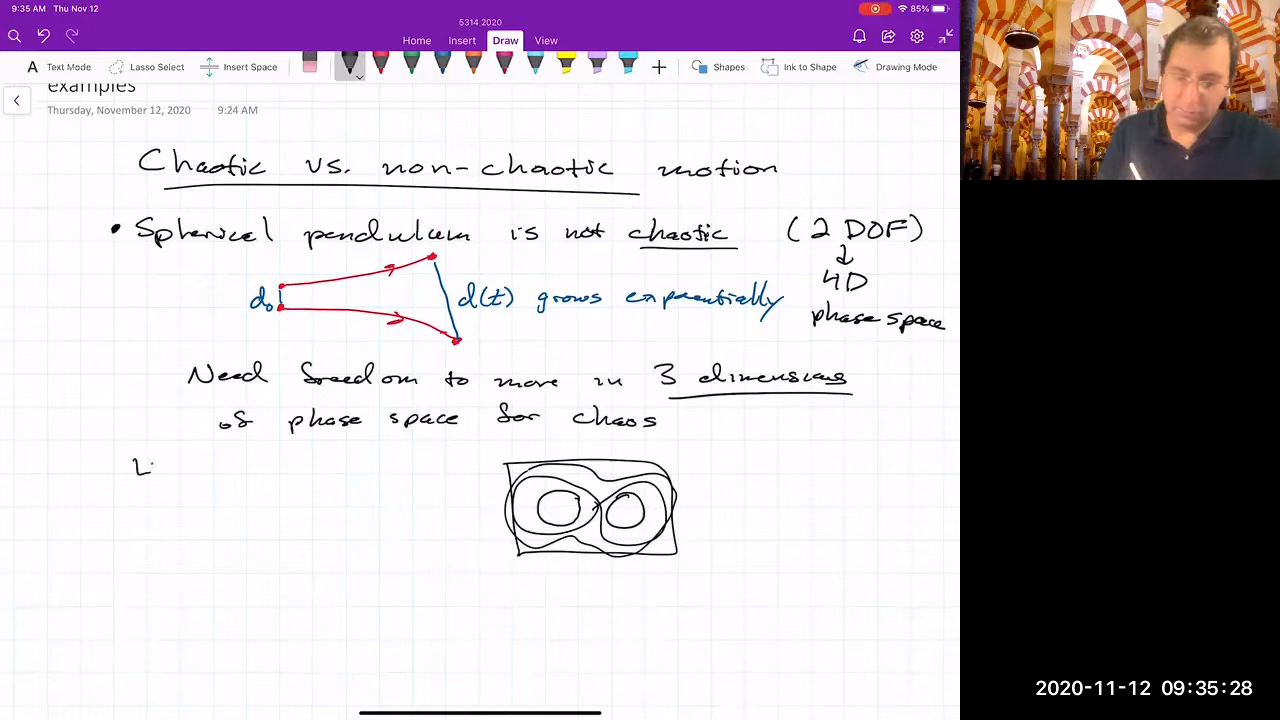 9:35 AM Thu Nov 12
85%
5314 2020
Home Insert Draw View
A Text Mode Lasso Select Insert Space Shapes Ink to Shape Drawing Mode
examples
Thursday, November 12, 2020 9:24 AM
Chaotic vs. non-chaotic motion
• Spherical pendulum is not chaotic (2 DOF)
↓
4D
phase space
d₀ d(t) grows exponentially
Need freedom to move in 3 dimensions
of phase space for chaos
2020-11-12 09:35:28